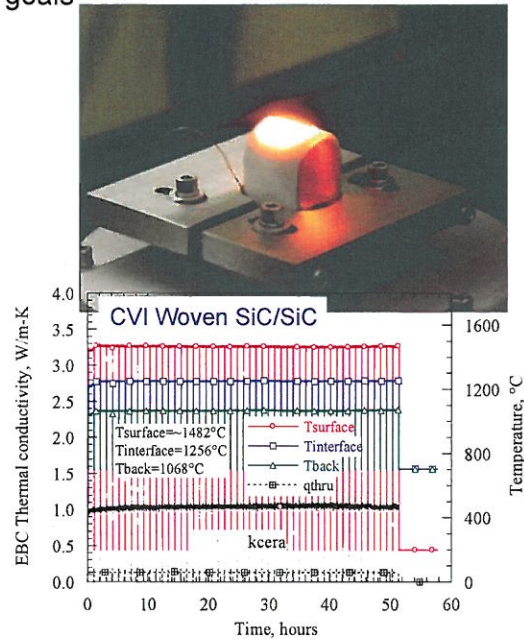 goals
CVI Woven SiC/SiC
EBC Thermal conductivity, W/m-K
4.0
3.5
3.0
2.5
2.0
1.5
1.0
0.5
0.0
Tsurface=~1482°C
Tinterface=1256°C
Tback=1068°C
Tsurface
Tinterface
Tback
qthru
kcera
1600
1200
800
400
0
Temperature, °C
0 10 20 30 40 50 60
Time, hours